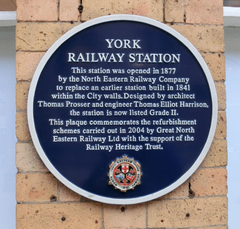 YORK
RAILWAY STATION
This station was opened in 1877
by the North Eastern Railway Company
to replace an earlier station built in 1841
within the City walls. Designed by architect
Thomas Prosser and engineer Thomas Elliot Harrison,
the station is now listed Grade II.
This plaque commemorates the refurbishment
schemes carried out in 2004 by Great North
Eastern Railway Ltd with the support of the
Railway Heritage Trust.